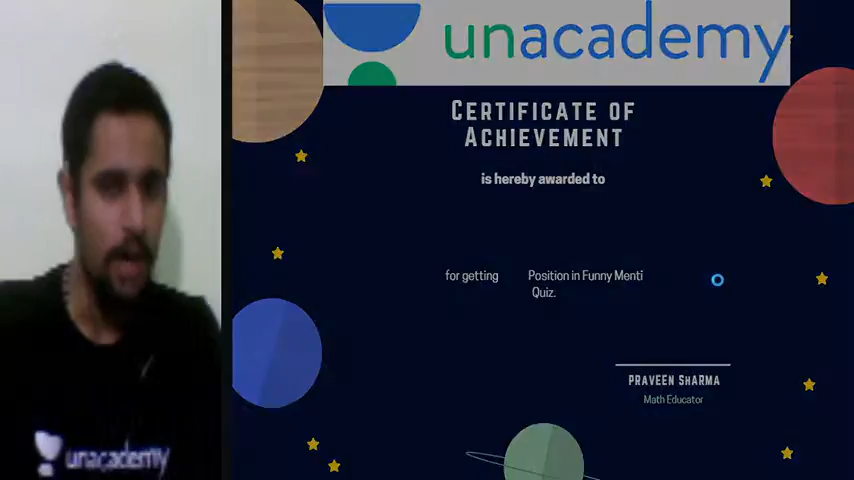 unacademy
CERTIFICATE OF
ACHIEVEMENT
is hereby awarded to
for getting Position in Funny Menti
Quiz.
PRAVEEN SHARMA
Math Educator
unacademy